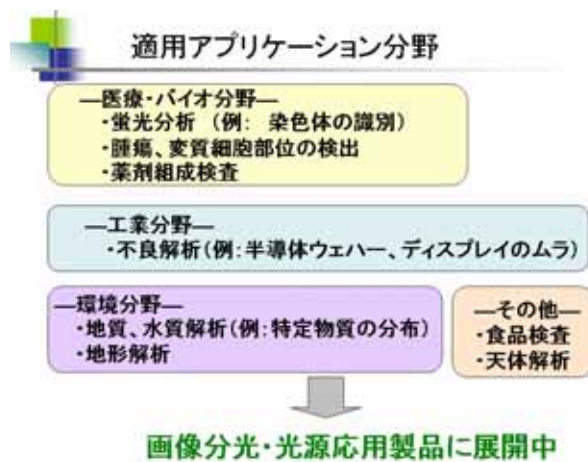 適用アプリケーション分野
―医療・バイオ分野―
・蛍光分析 (例: 染色体の識別)
・腫瘍、変質細胞部位の検出
・薬剤組成検査
―工業分野―
・不良解析(例:半導体ウェハー、ディスプレイのムラ)
―環境分野―
・地質、水質解析(例:特定物質の分布)
・地形解析
―その他―
・食品検査
・天体解析
画像分光・光源応用製品に展開中